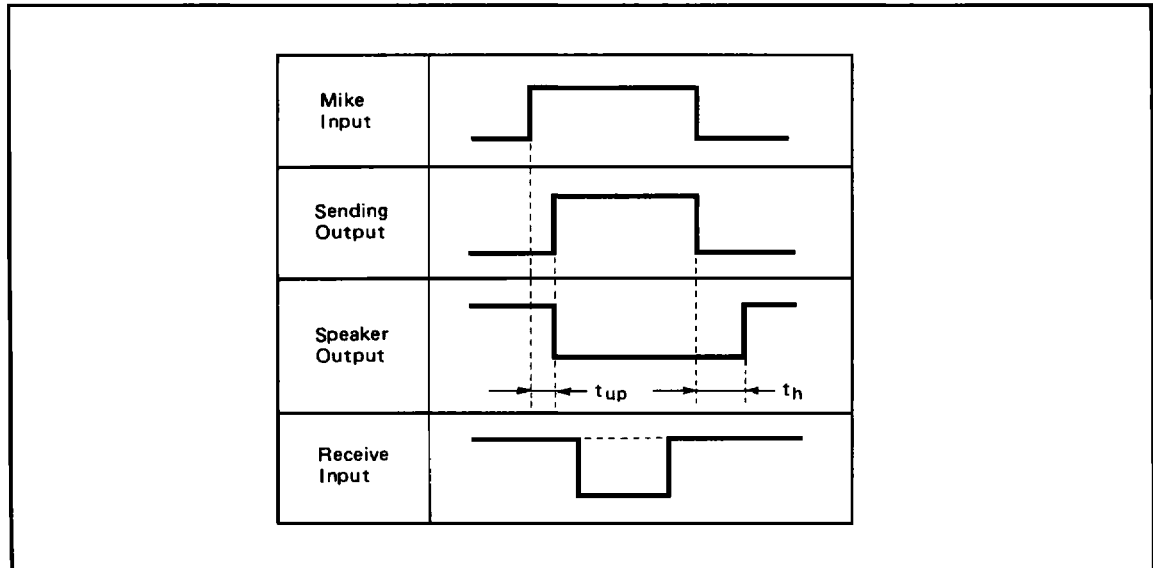 Mike
Input
Sending
Output
Speaker
Output
tup
th
Receive
Input